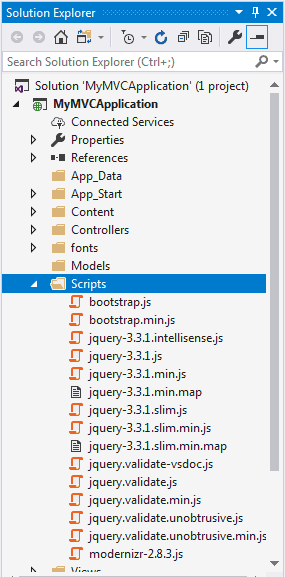 Solution Explorer
Search Solution Explorer (Ctrl+;)
Solution 'MyMVCApplication' (1 project)
MyMVCApplication
Connected Services
Properties
References
App_Data
App_Start
Content
Controllers
fonts
Models
Scripts
bootstrap.js
bootstrap.min.js
jquery-3.3.1.intellisense.js
jquery-3.3.1.js
jquery-3.3.1.min.js
jquery-3.3.1.min.map
jquery-3.3.1.slim.js
jquery-3.3.1.slim.min.js
jquery-3.3.1.slim.min.map
jquery.validate-vsdoc.js
jquery.validate.js
jquery.validate.min.js
jquery.validate.unobtrusive.js
jquery.validate.unobtrusive.min.js
modernizr-2.8.3.js
Views